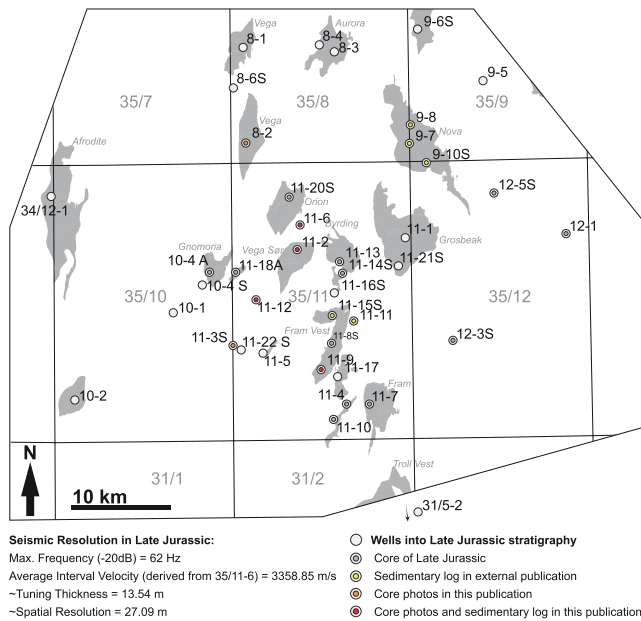 Vega
Aurora
9-6S
8-1
8-4
8-3
8-6S
9-5
35/7
35/8
35/9
Vega
9-8
8-2
9-7
Nova
Afrodite
9-10S
11-20S
12-5S
34/12-1
Orion
11-6
Byrding
11-1
12-1
Gnomoria
Vega Sør
11-2
Grosbeak
10-4 A
11-18A
11-13
11-14S
11-21S
10-4 S
11-16S
35/10
35/11
35/12
10-1
11-12
11-15S
11-11
Fram Vest
11-3S
11-22 S
11-8S
12-3S
11-5
11-9
11-17
Fram
10-2
11-4
11-7
11-10
N
31/1
31/2
Troll Vest
10 km
31/5-2
Seismic Resolution in Late Jurassic:
Max. Frequency (-20dB) = 62 Hz
Average Interval Velocity (derived from 35/11-6) = 3358.85 m/s
~Tuning Thickness = 13.54 m
~Spatial Resolution = 27.09 m
Wells into Late Jurassic stratigraphy
Core of Late Jurassic
Sedimentary log in external publication
Core photos in this publication
Core photos and sedimentary log in this publication